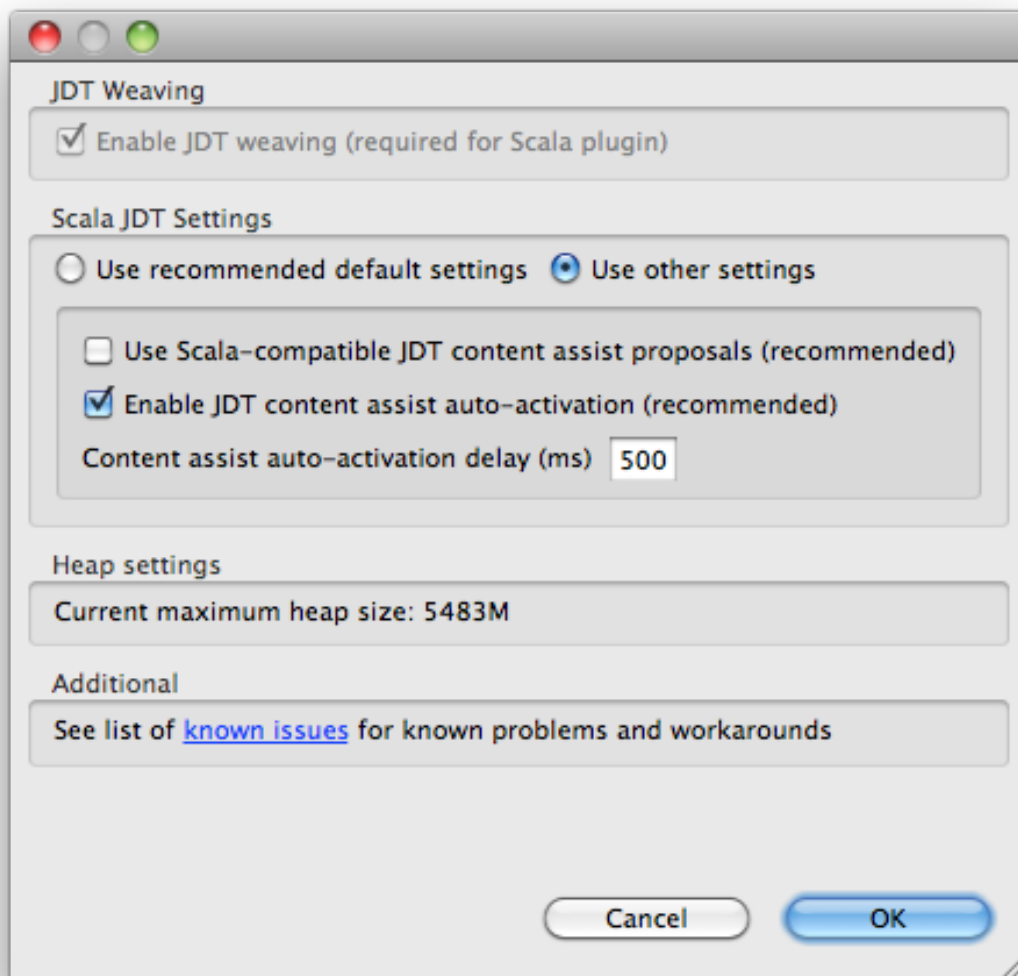 JDT Weaving
Enable JDT weaving (required for Scala plugin)
Scala JDT Settings
Use recommended default settings Use other settings
Use Scala-compatible JDT content assist proposals (recommended)
Enable JDT content assist auto-activation (recommended)
Content assist auto-activation delay (ms) 500
Heap settings
Current maximum heap size: 5483M
Additional
See list of known issues for known problems and workarounds
Cancel OK